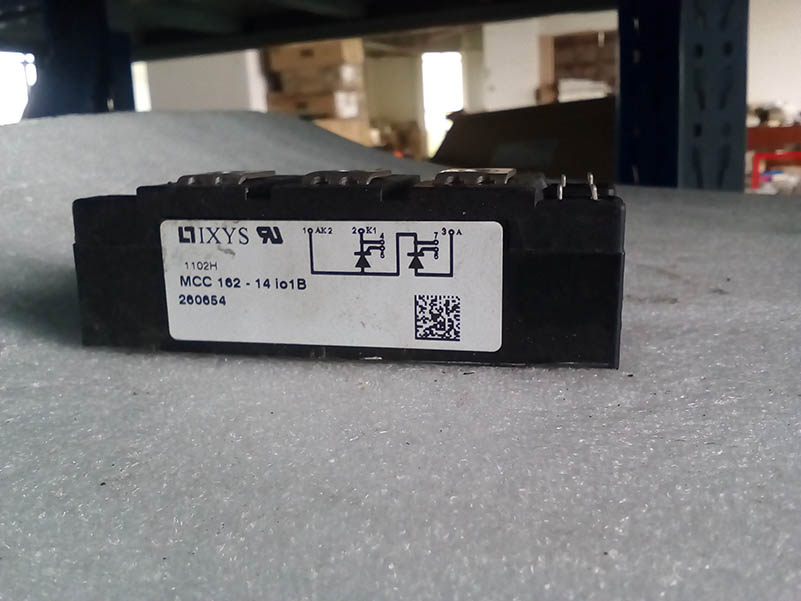 IXYS
1 AK2 2 K1 3 A
4 7
1102H
MCC 162 - 14 io1B
260654